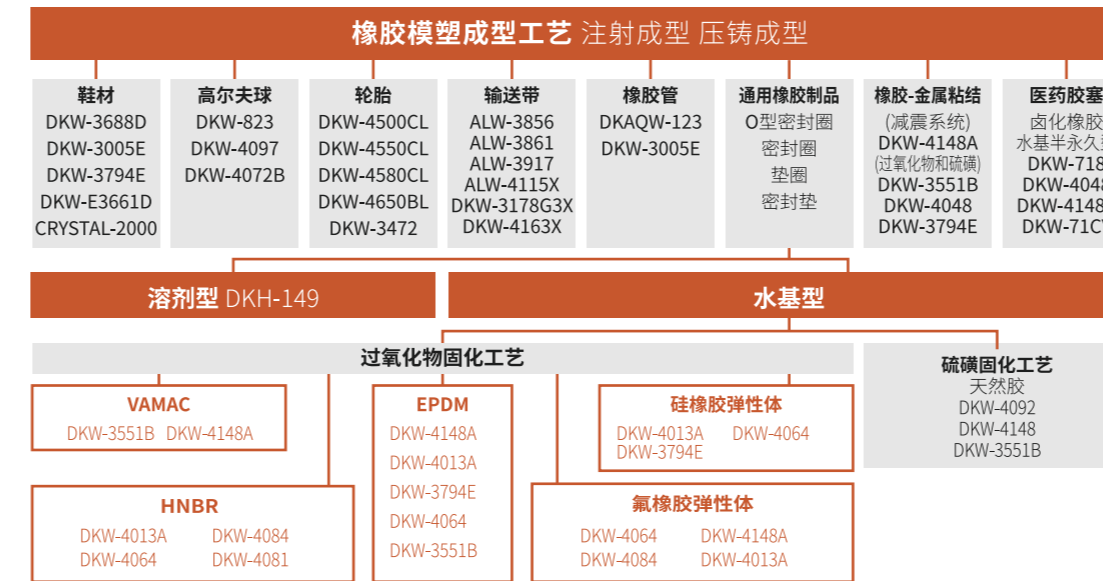 橡胶模塑成型工艺 注射成型 压铸成型
鞋材
DKW-3688D
DKW-3005E
DKW-3794E
DKW-E3661D
CRYSTAL-2000
高尔夫球
DKW-823
DKW-4097
DKW-4072B
轮胎
DKW-4500CL
DKW-4550CL
DKW-4580CL
DKW-4650BL
DKW-3472
输送带
ALW-3856
ALW-3861
ALW-3917
ALW-4115X
DKW-3178G3X
DKW-4163X
橡胶管
DKAQW-123
DKW-3005E
通用橡胶制品
O型密封圈
密封圈
垫圈
密封垫
橡胶-金属粘结
(减震系统)
DKW-4148A
(过氧化物和硫磺)
DKW-3551B
DKW-4048
DKW-3794E
医药胶塞
卤化橡胶
水基半永久
DKW-718
DKW-4048
DKW-4148
DKW-71C
溶剂型 DKH-149
水基型
过氧化物固化工艺
VAMAC
DKW-3551B DKW-4148A
HNBR
DKW-4013A DKW-4084
DKW-4064 DKW-4081
EPDM
DKW-4148A
DKW-4013A
DKW-3794E
DKW-4064
DKW-3551B
硅橡胶弹性体
DKW-4013A DKW-4064
DKW-3794E
氟橡胶弹性体
DKW-4064 DKW-4148A
DKW-4084 DKW-4013A
硫磺固化工艺
天然胶
DKW-4092
DKW-4148
DKW-3551B